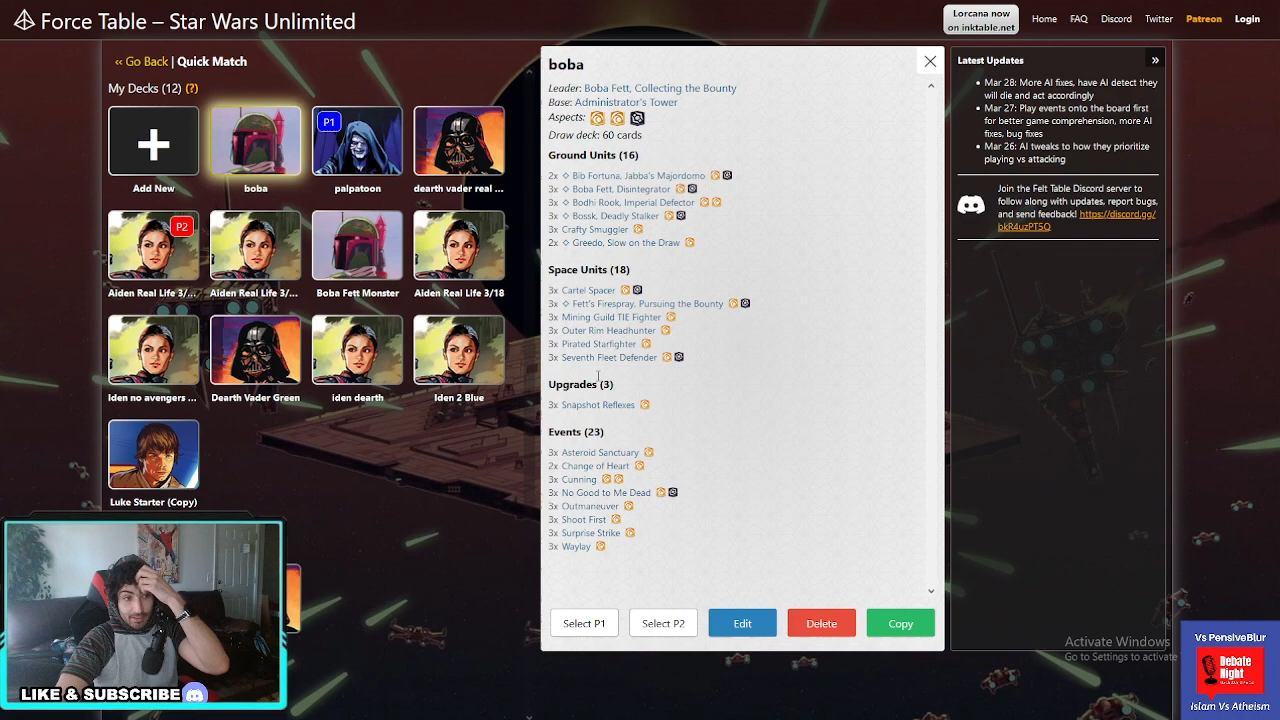 Force Table – Star Wars Unlimited
Lorcana now
on inktable.net
Home FAQ Discord Twitter Patreon Login
‹‹ Go Back | Quick Match
My Decks (12) (?)
P1
Add New
boba
palpatoon
dearth vader real ...
P2
Aiden Real Life 3/...
Aiden Real Life 3/...
Boba Fett Monster
Aiden Real Life 3/18
Iden no avengers ...
Dearth Vader Green
iden dearth
Iden 2 Blue
Luke Starter (Copy)
boba
Leader: Boba Fett, Collecting the Bounty
Base: Administrator's Tower
Aspects:
Draw deck: 60 cards
Ground Units (16)
2x Bib Fortuna, Jabba's Majordomo
3x Boba Fett, Disintegrator
3x Bodhi Rook, Imperial Defector
3x Bossk, Deadly Stalker
3x Crafty Smuggler
2x Greedo, Slow on the Draw
Space Units (18)
3x Cartel Spacer
3x Fett's Firespray, Pursuing the Bounty
3x Mining Guild TIE Fighter
3x Outer Rim Headhunter
3x Pirated Starfighter
3x Seventh Fleet Defender
Upgrades (3)
3x Snapshot Reflexes
Events (23)
3x Asteroid Sanctuary
2x Change of Heart
3x Cunning
3x No Good to Me Dead
3x Outmaneuver
3x Shoot First
3x Surprise Strike
3x Waylay
Select P1
Select P2
Edit
Delete
Copy
Latest Updates »
• Mar 28: More AI fixes, have AI detect they
will die and act accordingly
• Mar 27: Play events onto the board first
for better game comprehension, more AI
fixes, bug fixes
• Mar 26: AI tweaks to how they prioritize
playing vs attacking
Join the Felt Table Discord server to
follow along with updates, report bugs,
and send feedback! https://discord.gg/
bkR4uzPT5Q
LIKE & SUBSCRIBE
Activate Windows
Go to Settings to activate
Vs PensiveBlur
Debate
Night
Islam Vs Atheism